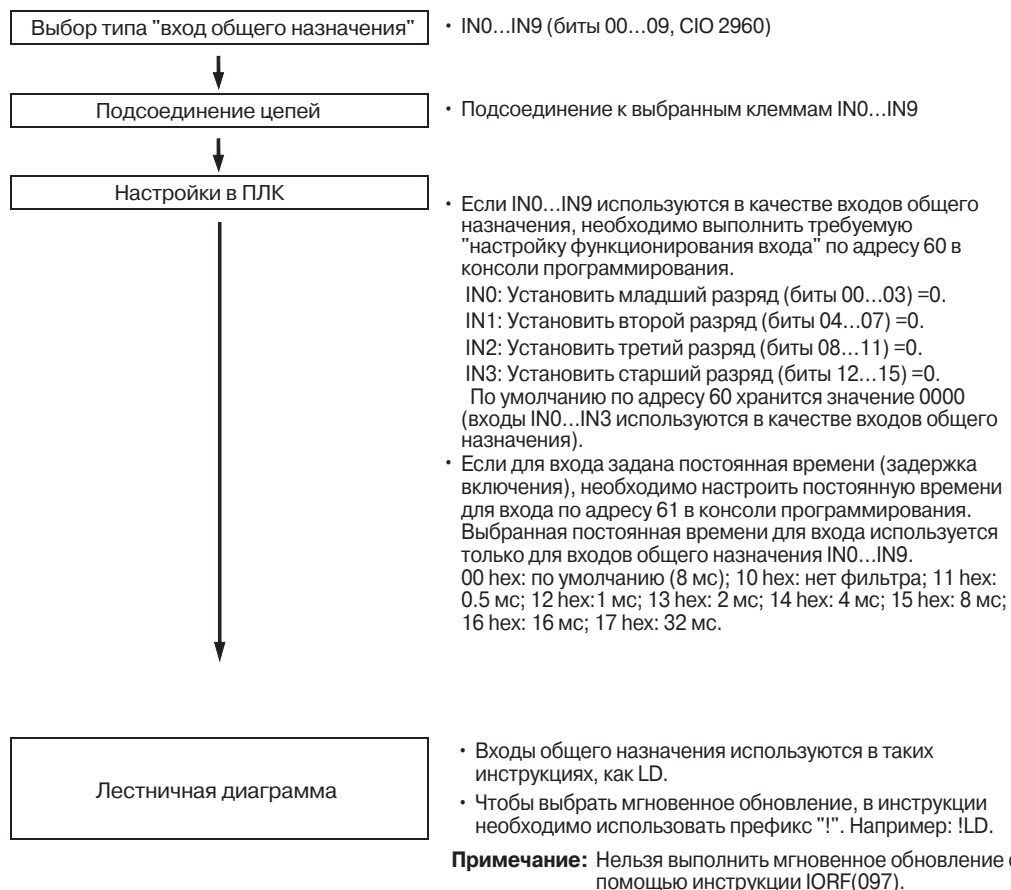 Выбор типа "вход общего назначения"
• IN0...IN9 (биты 00...09, CIO 2960)
Подсоединение цепей
• Подсоединение к выбранным клеммам IN0...IN9
Настройки в ПЛК
• Если IN0...IN9 используются в качестве входов общего
назначения, необходимо выполнить требуемую
"настройку функционирования входа" по адресу 60 в
консоли программирования.
IN0: Установить младший разряд (биты 00...03) =0.
IN1: Установить второй разряд (биты 04...07) =0.
IN2: Установить третий разряд (биты 08...11) =0.
IN3: Установить старший разряд (биты 12...15) =0.
По умолчанию по адресу 60 хранится значение 0000
(входы IN0...IN3 используются в качестве входов общего
назначения).
• Если для входа задана постоянная времени (задержка
включения), необходимо настроить постоянную времени
для входа по адресу 61 в консоли программирования.
Выбранная постоянная времени для входа используется
только для входов общего назначения IN0...IN9.
00 hex: по умолчанию (8 мс); 10 hex: нет фильтра; 11 hex:
0.5 мс; 12 hex:1 мс; 13 hex: 2 мс; 14 hex: 4 мс; 15 hex: 8 мс;
16 hex: 16 мс; 17 hex: 32 мс.
Лестничная диаграмма
• Входы общего назначения используются в таких
инструкциях, как LD.
• Чтобы выбрать мгновенное обновление, в инструкции
необходимо использовать префикс "!". Например: !LD.
Примечание: Нельзя выполнить мгновенное обновление с
помощью инструкции IORF(097).